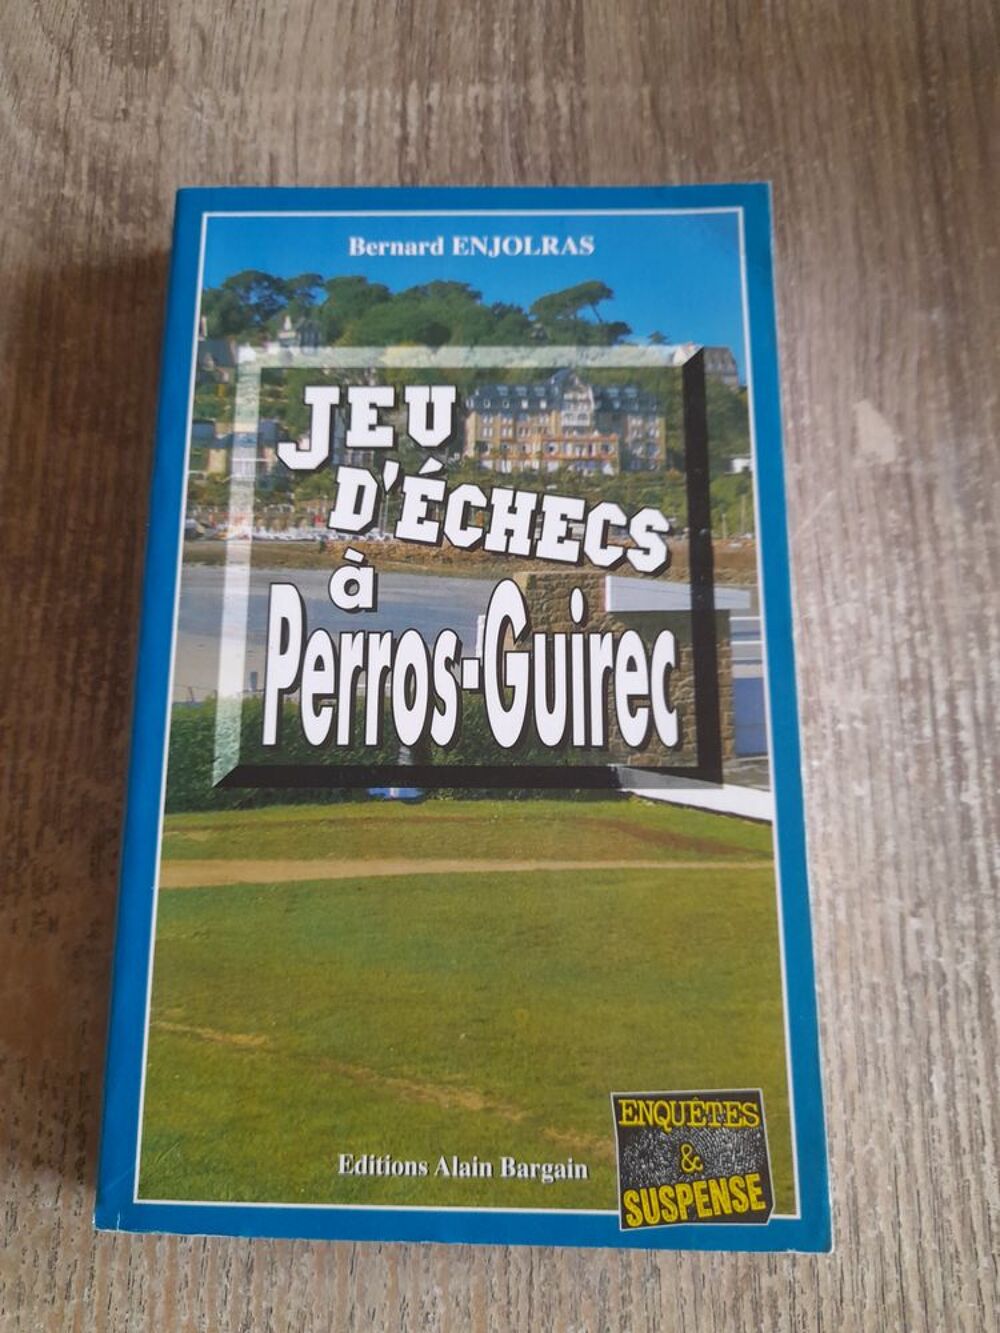 Bernard ENJOLRAS
JEU
D'ÉCHECS
à
Perros-Guirec
Editions Alain Bargain
ENQUÊTES
&
SUSPENSE